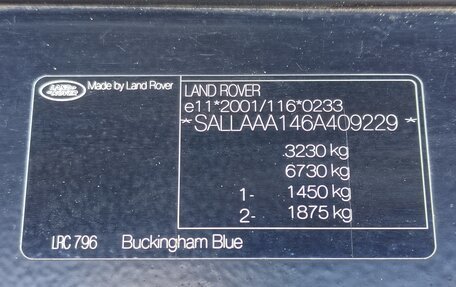 LAND ROVER
Made by Land Rover
LAND ROVER
e11*2001/116*0233
*SALLAAA146A409229*
3230 kg
6730 kg
1- 1450 kg
2- 1875 kg
LRC 796 Buckingham Blue